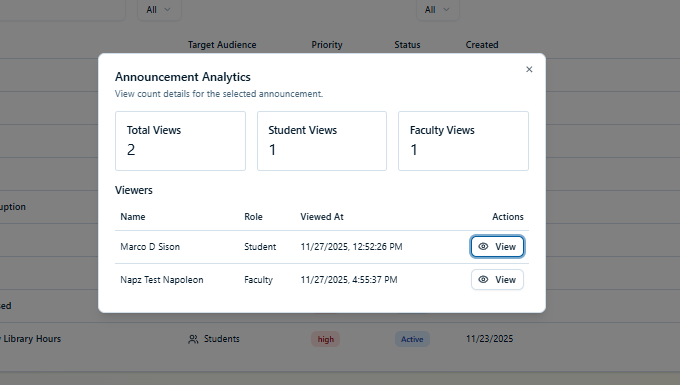 All
All
Target Audience Priority Status Created
Announcement Analytics
View count details for the selected announcement.
Total Views
2
Student Views
1
Faculty Views
1
Viewers
Name Role Viewed At Actions
Marco D Sison Student 11/27/2025, 12:52:26 PM View
Napz Test Napoleon Faculty 11/27/2025, 4:55:37 PM View
Library Hours Students high Active 11/23/2025